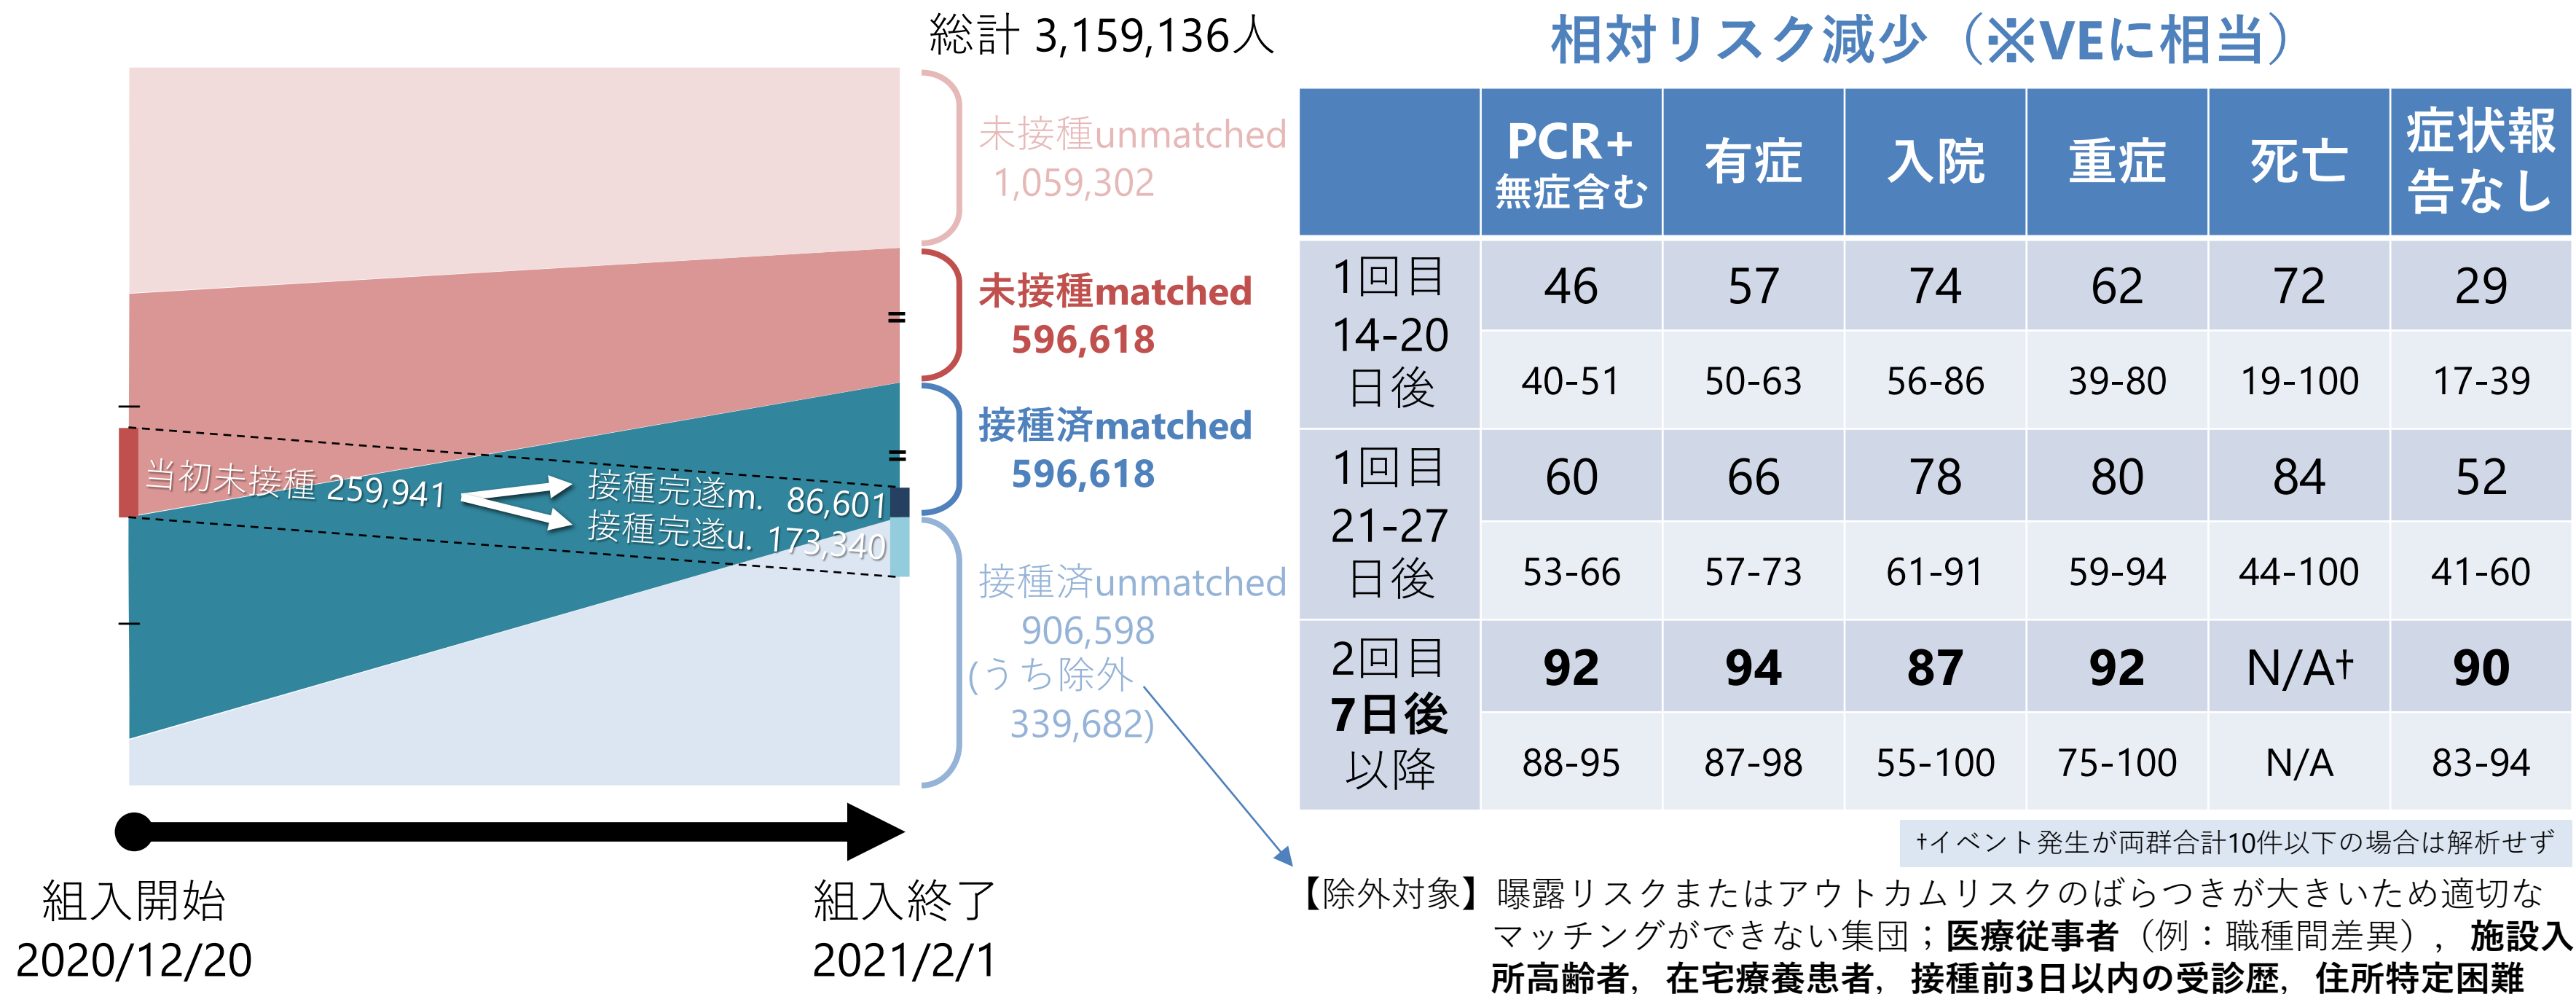 総計 3,159,136人
未接種unmatched
1,059,302
未接種matched
596,618
=
接種済matched
596,618
=
当初未接種 259,941
接種完遂m. 86,601
接種完遂u. 173,340
接種済unmatched
906,598
(うち除外
339,682)
組入開始
2020/12/20
組入終了
2021/2/1
相対リスク減少（※VEに相当）
PCR+
無症含む
有症
入院
重症
死亡
症状報
告なし
1回目
14-20
日後
46 57 74 62 72 29
40-51 50-63 56-86 39-80 19-100 17-39
1回目
21-27
日後
60 66 78 80 84 52
53-66 57-73 61-91 59-94 44-100 41-60
2回目
7日後
以降
92 94 87 92 N/A† 90
88-95 87-98 55-100 75-100 N/A 83-94
†イベント発生が両群合計10件以下の場合は解析せず
【除外対象】曝露リスクまたはアウトカムリスクのばらつきが大きいため適切な
マッチングができない集団；医療従事者（例：職種間差異），施設入
所高齢者，在宅療養患者，接種前3日以内の受診歴，住所特定困難